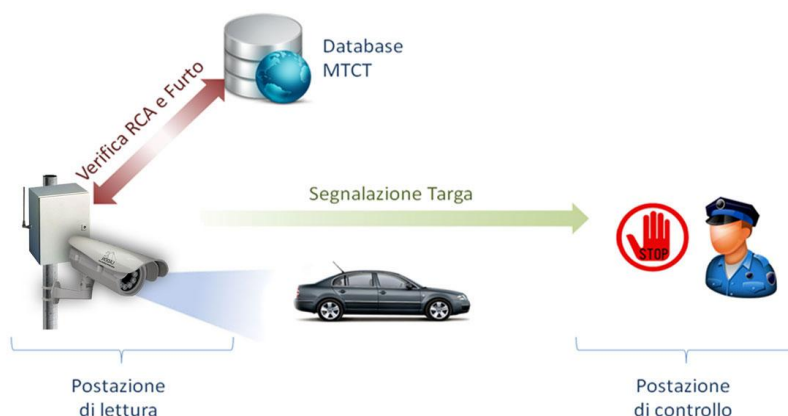 Database
MTCT
Verifica RCA e Furto
Segnalazione Targa
STOP
Postazione
di lettura
Postazione
di controllo